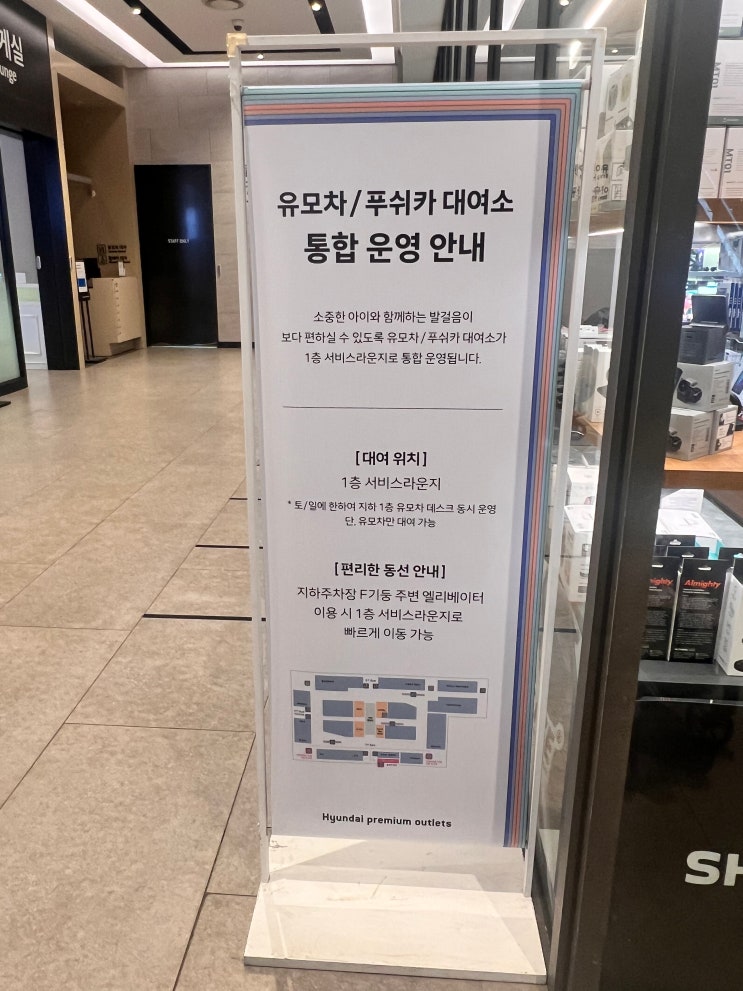 게실
유모차/푸쉬카 대여소
통합 운영 안내
소중한 아이와 함께하는 발걸음이
보다 편하실 수 있도록 유모차/푸쉬카 대여소가
1층 서비스라운지로 통합 운영됩니다.
[대여 위치]
1층 서비스라운지
* 토/일에 한하여 지하 1층 유모차 데스크 동시 운영
단. 유모차만 대여 가능
[편리한 동선 안내]
지하주차장 F기둥 주변 엘리베이터
이용 시 1층 서비스라운지로
빠르게 이동 가능
Hyundai premium outlets
STAFF ONLY
MT01
Almighty
SH